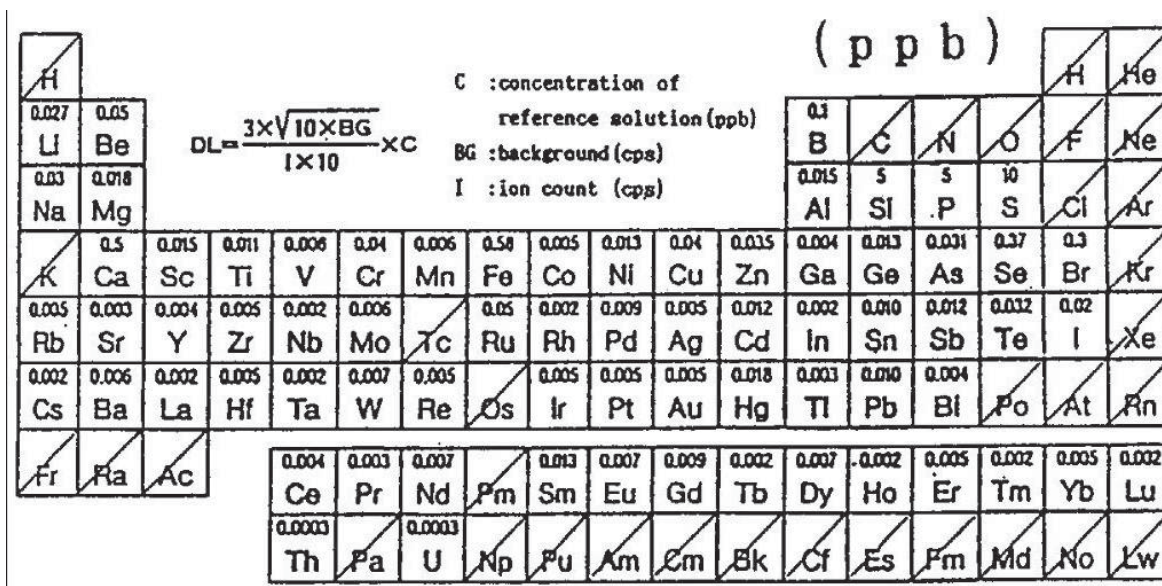 ( p p b )
H H He
C :concentration of
reference solution(ppb)
DL= 3×√10×BG / I×10 ×C
BG :background(cps)
I :ion count (cps)
0.027 0.05 0.3
Li Be B C N O F Ne
0.03 0.018 0.015 5 5 10
Na Mg Al Si P S Cl Ar
0.5 0.015 0.011 0.006 0.04 0.006 0.58 0.005 0.013 0.04 0.035 0.004 0.013 0.031 0.37 0.3
K Ca Sc Ti V Cr Mn Fe Co Ni Cu Zn Ga Ge As Se Br Kr
0.005 0.003 0.004 0.005 0.002 0.006 0.05 0.002 0.009 0.005 0.012 0.002 0.010 0.012 0.032 0.02
Rb Sr Y Zr Nb Mo Tc Ru Rh Pd Ag Cd In Sn Sb Te I Xe
0.002 0.006 0.002 0.005 0.002 0.007 0.005 0.005 0.005 0.005 0.018 0.003 0.010 0.004
Cs Ba La Hf Ta W Re Os Ir Pt Au Hg Tl Pb Bi Po At Rn
Fr Ra Ac
0.004 0.003 0.007 0.013 0.007 0.009 0.002 0.007 0.002 0.005 0.002 0.005 0.002
Ce Pr Nd Pm Sm Eu Gd Tb Dy Ho Er Tm Yb Lu
0.0003 0.0003
Th Pa U Np Pu Am Cm Bk Cf Es Fm Md No Lw